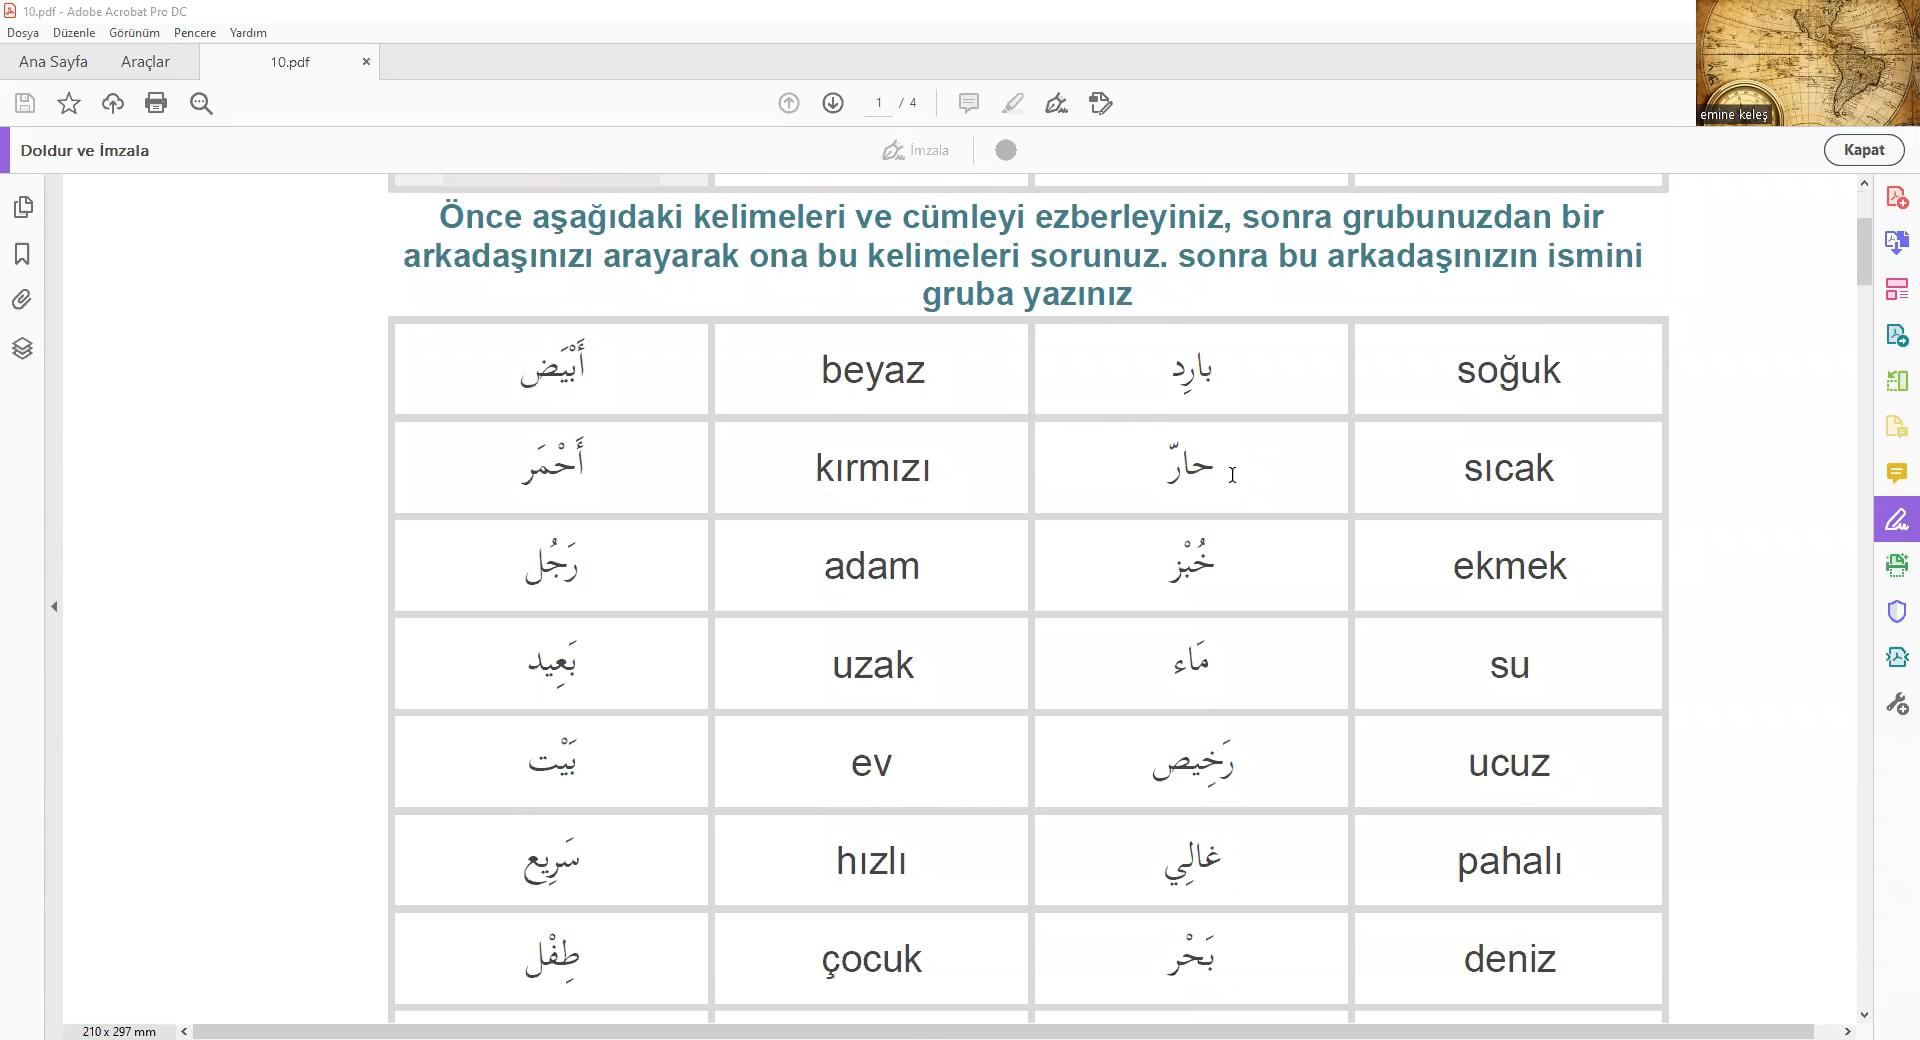 10.pdf - Adobe Acrobat Pro DC
Dosya Düzenle Görünüm Pencere Yardım
Ana Sayfa Araçlar 10.pdf ×
1 / 4
emine keleş
Doldur ve İmzala İmzala Kapat
Önce aşağıdaki kelimeleri ve cümleyi ezberleyiniz, sonra grubunuzdan bir
arkadaşınızı arayarak ona bu kelimeleri sorunuz. sonra bu arkadaşınızın ismini
gruba yazınız
أَبْيَض beyaz بارِد soğuk
أَحْمَر kırmızı حارّ sıcak
رَجُل adam خُبْز ekmek
بَعِيد uzak مَاء su
بَيْت ev رَخِيص ucuz
سَرِيع hızlı غالِي pahalı
طِفْل çocuk بَحْر deniz
210 x 297 mm